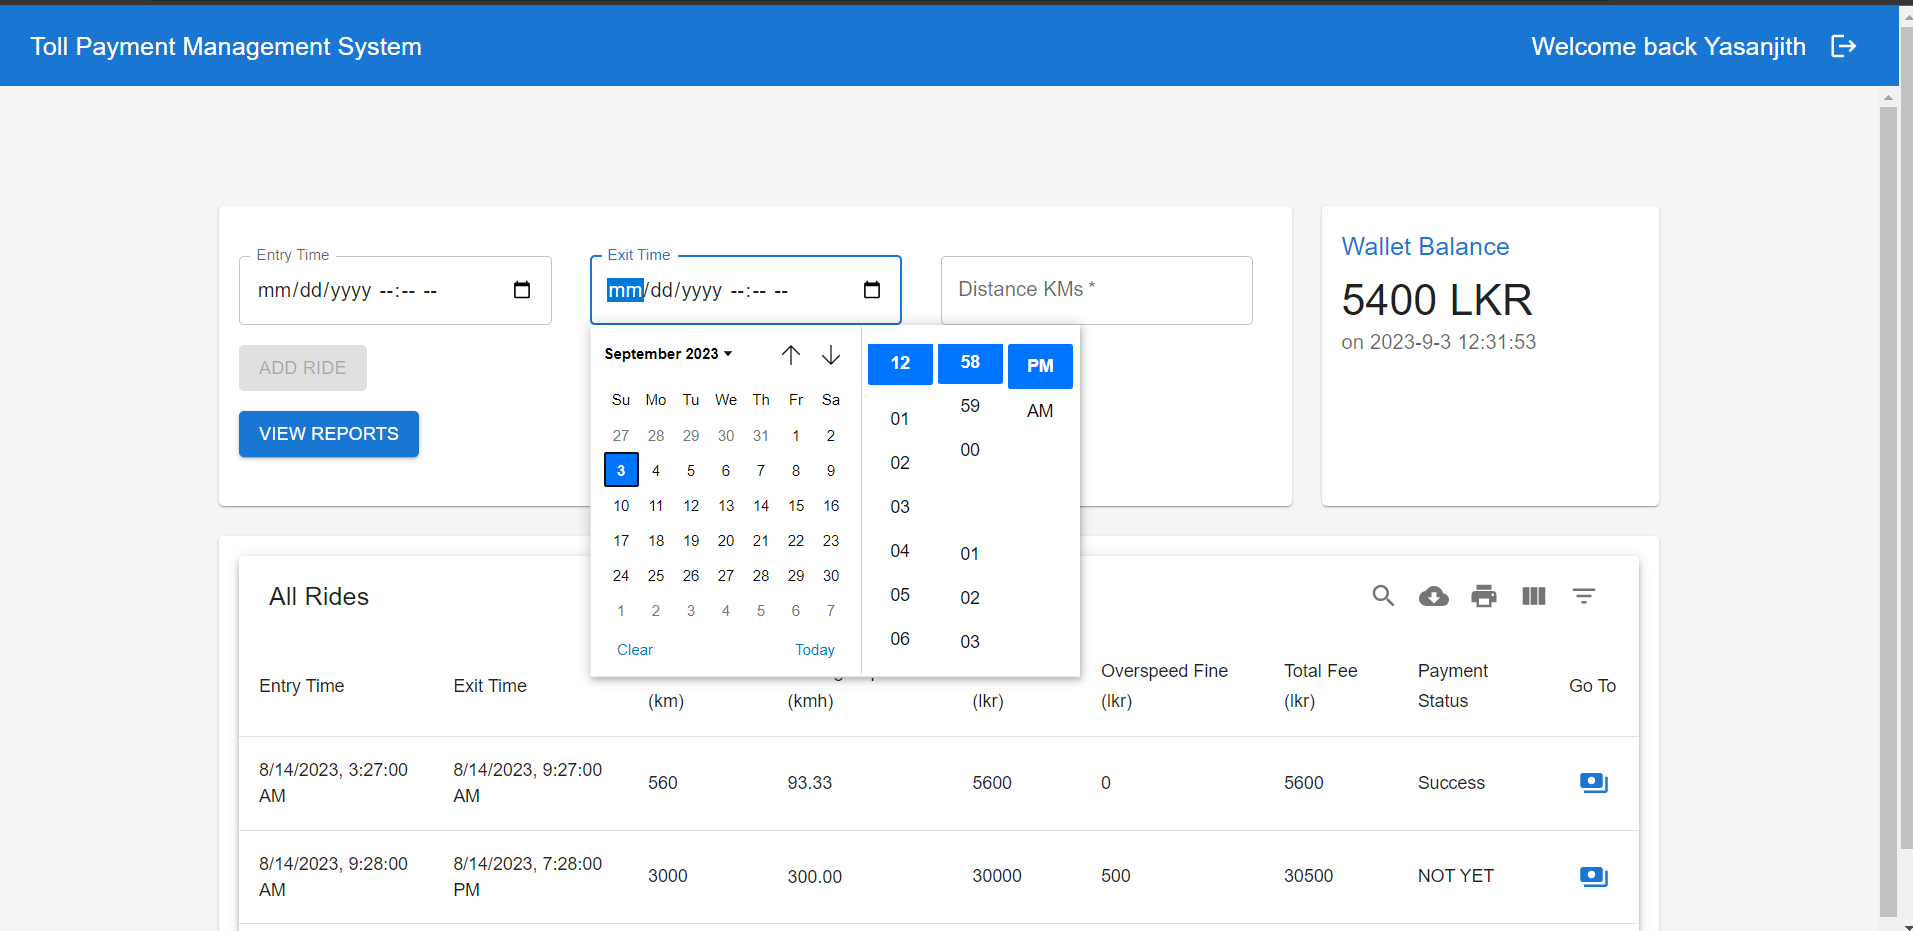 Toll Payment Management System
Welcome back Yasanjith
Entry Time
mm/dd/yyyy --:-- --
Exit Time
mm/dd/yyyy --:-- --
Distance KMs *
ADD RIDE
VIEW REPORTS
Wallet Balance
5400 LKR
on 2023-9-3 12:31:53
September 2023
Su Mo Tu We Th Fr Sa
27 28 29 30 31 1 2
3 4 5 6 7 8 9
10 11 12 13 14 15 16
17 18 19 20 21 22 23
24 25 26 27 28 29 30
1 2 3 4 5 6 7
Clear Today
12 58 PM
01 59 AM
02 00
03
04 01
05 02
06 03
All Rides
Entry Time
Exit Time
(km)
(kmh)
(lkr)
Overspeed Fine
(lkr)
Total Fee
(lkr)
Payment
Status
Go To
8/14/2023, 3:27:00
AM
8/14/2023, 9:27:00
AM
560
93.33
5600
0
5600
Success
8/14/2023, 9:28:00
AM
8/14/2023, 7:28:00
PM
3000
300.00
30000
500
30500
NOT YET